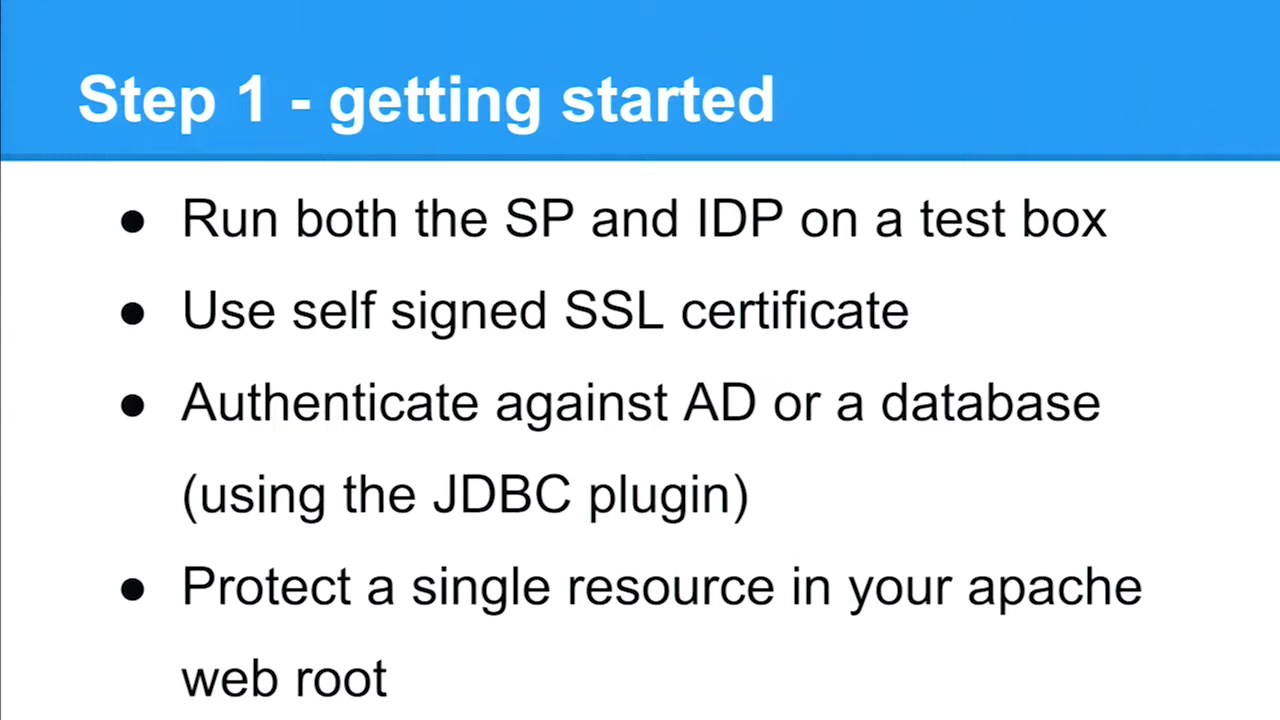 Step 1 - getting started
● Run both the SP and IDP on a test box
● Use self signed SSL certificate
● Authenticate against AD or a database
(using the JDBC plugin)
● Protect a single resource in your apache
web root